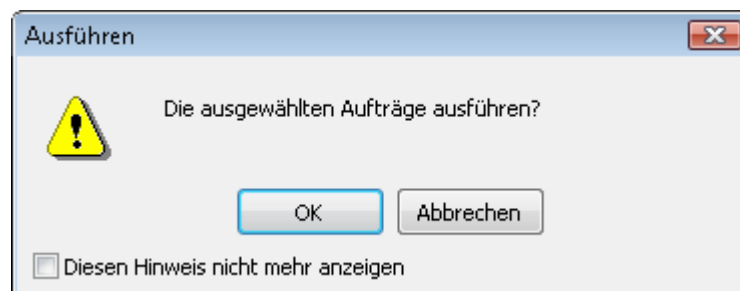 Ausführen
Die ausgewählten Aufträge ausführen?
OK
Abbrechen
Diesen Hinweis nicht mehr anzeigen